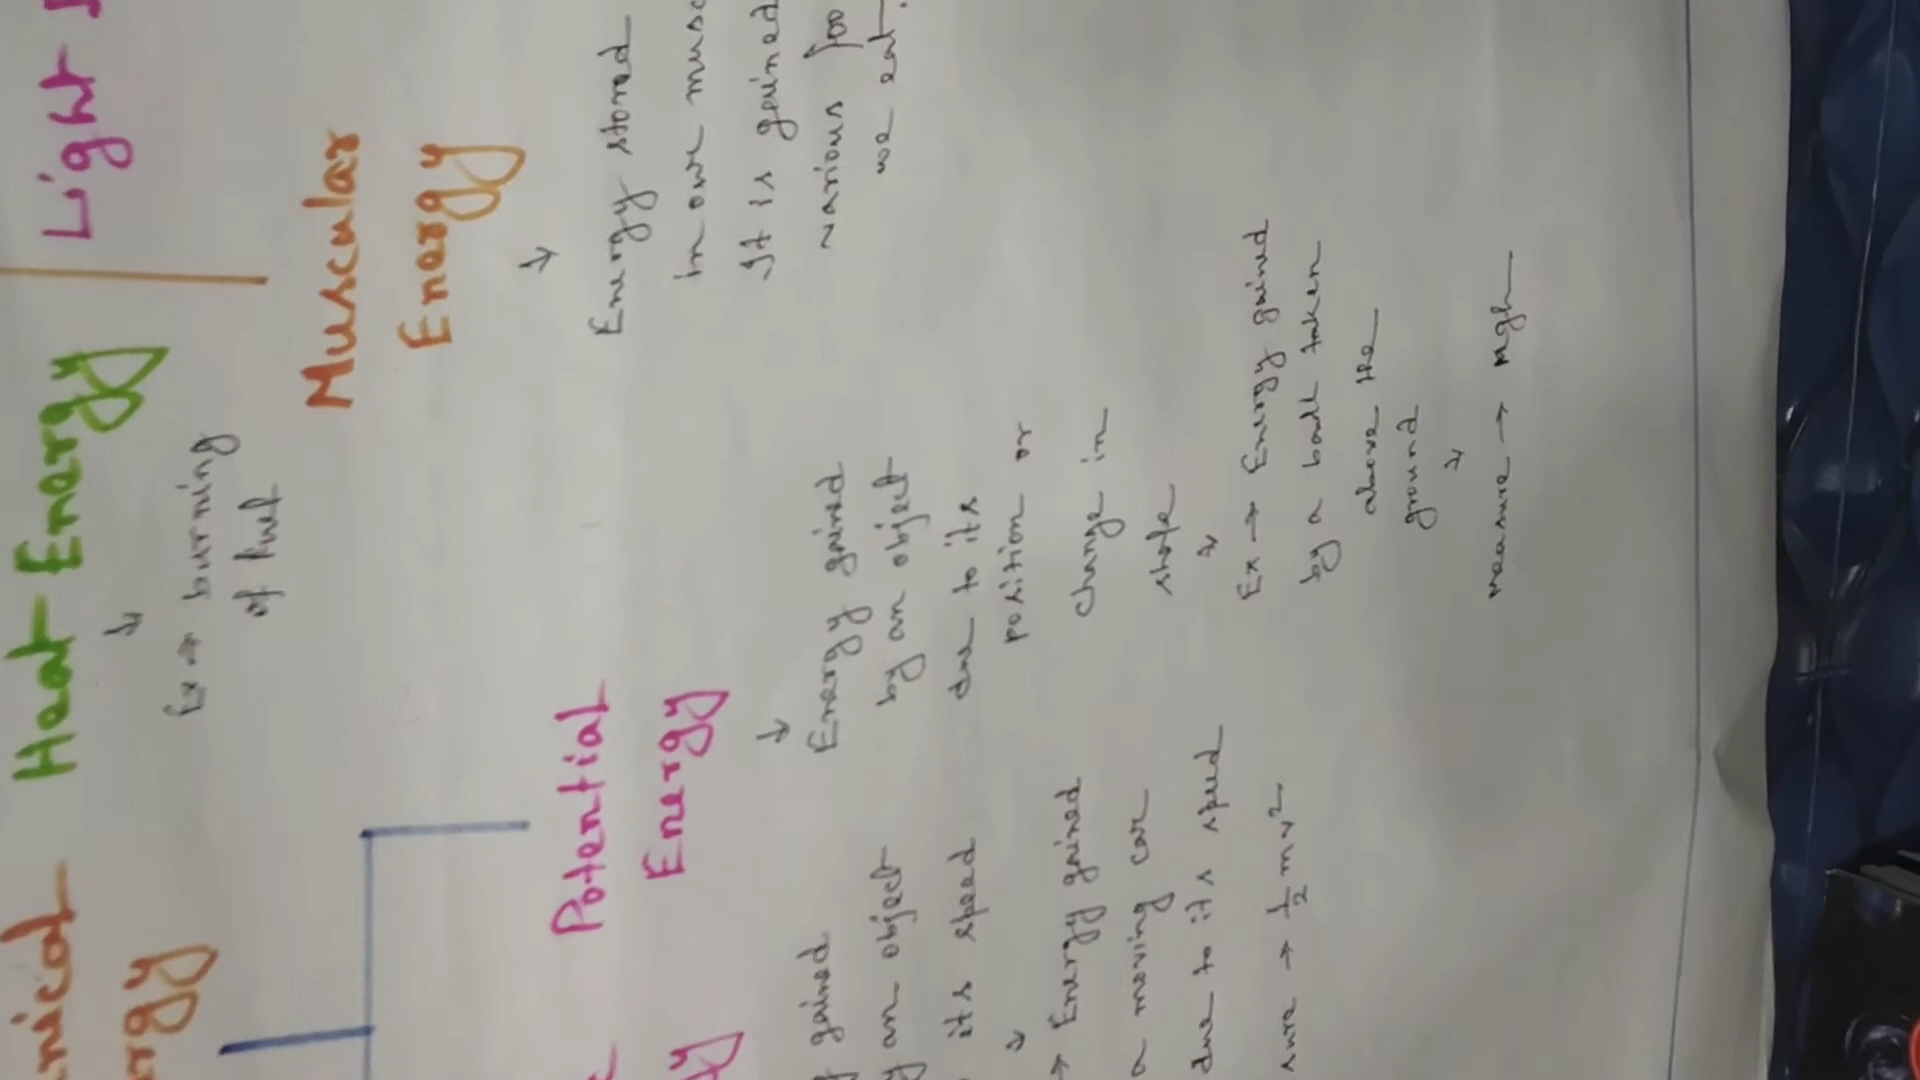 Heat Energy
↓
Ex → burning
of fuel
Light
Muscular
Energy
↓
Energy stored
in our
It is gained
various
we eat.
Potential
Energy
↓
Energy gained
by an object
due to its
position or
change in
shape
↓
Ex → Energy gained
by a ball taken
above the
ground
↓
measure → mgh
gained
an object
its speed
↓
→ Energy gained
a moving car
due to its speed
→ 1/2 mv²